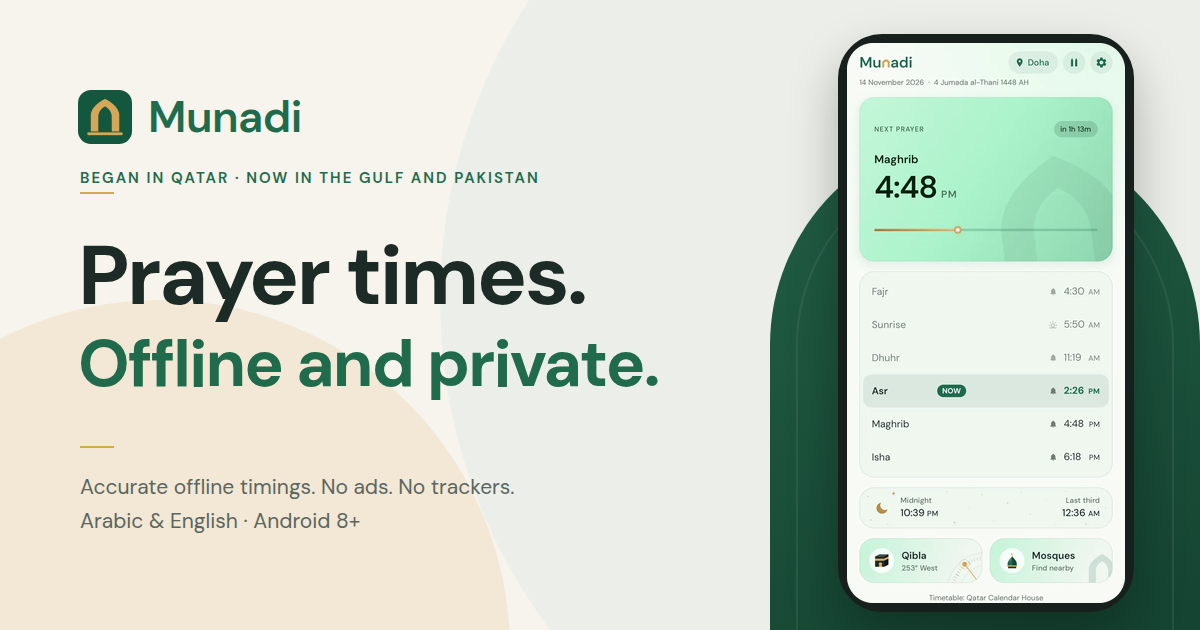 Munadi
BEGAN IN QATAR · NOW IN THE GULF AND PAKISTAN
Prayer times.
Offline and private.
Accurate offline timings. No ads. No trackers.
Arabic & English · Android 8+
Munadi
Doha
14 November 2026 · 4 Jumada al-Thani 1448 AH
NEXT PRAYER
in 1h 13m
Maghrib
4:48 PM
Fajr 4:30 AM
Sunrise 5:50 AM
Dhuhr 11:19 AM
Asr NOW 2:26 PM
Maghrib 4:48 PM
Isha 6:18 PM
Midnight
10:39 PM
Last third
12:36 AM
Qibla
253° West
Mosques
Find nearby
Timetable: Qatar Calendar House